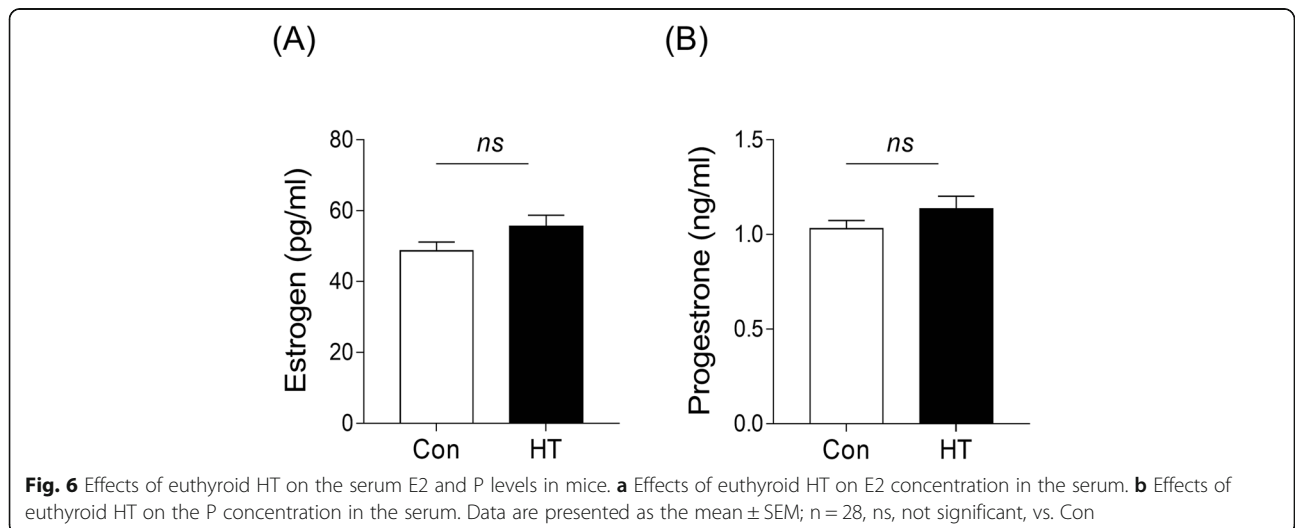 (A)
80
60
40
20
0
Estrogen (pg/ml)
ns
Con HT
(B)
1.5
1.0
0.5
0.0
Progestrone (ng/ml)
ns
Con HT
Fig. 6 Effects of euthyroid HT on the serum E2 and P levels in mice. a Effects of euthyroid HT on E2 concentration in the serum. b Effects of
euthyroid HT on the P concentration in the serum. Data are presented as the mean ± SEM; n = 28, ns, not significant, vs. Con